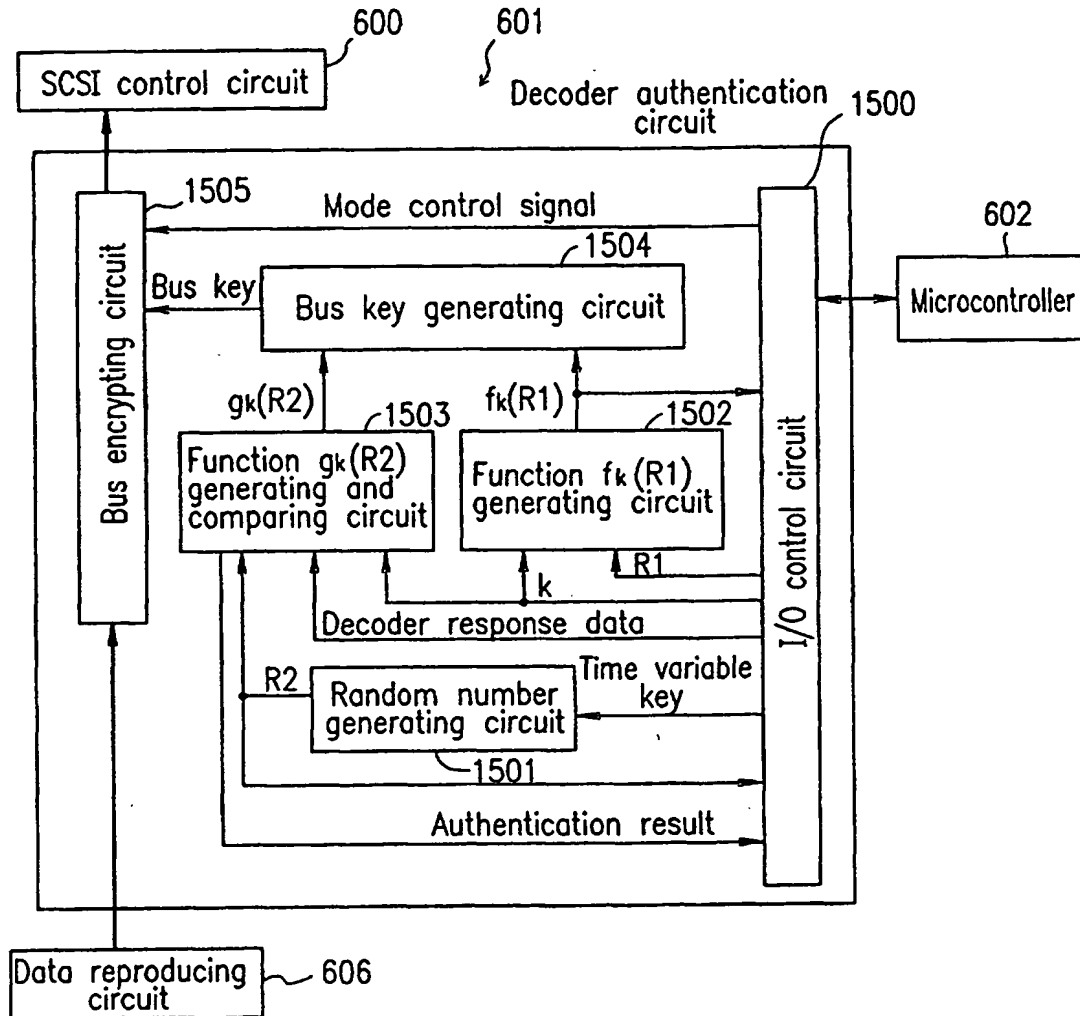 600
SCSI control circuit
601
Decoder authentication
circuit
1500
1505
Mode control signal
602
1504
Bus key
Bus key generating circuit
Microcontroller
Bus encrypting circuit
gk(R2)
1503
fk(R1)
1502
Function gk(R2)
generating and
comparing circuit
Function fk(R1)
generating circuit
I/O control circuit
R1
k
Decoder response data
R2
Random number
generating circuit
Time variable
key
1501
Authentication result
Data reproducing
circuit
606